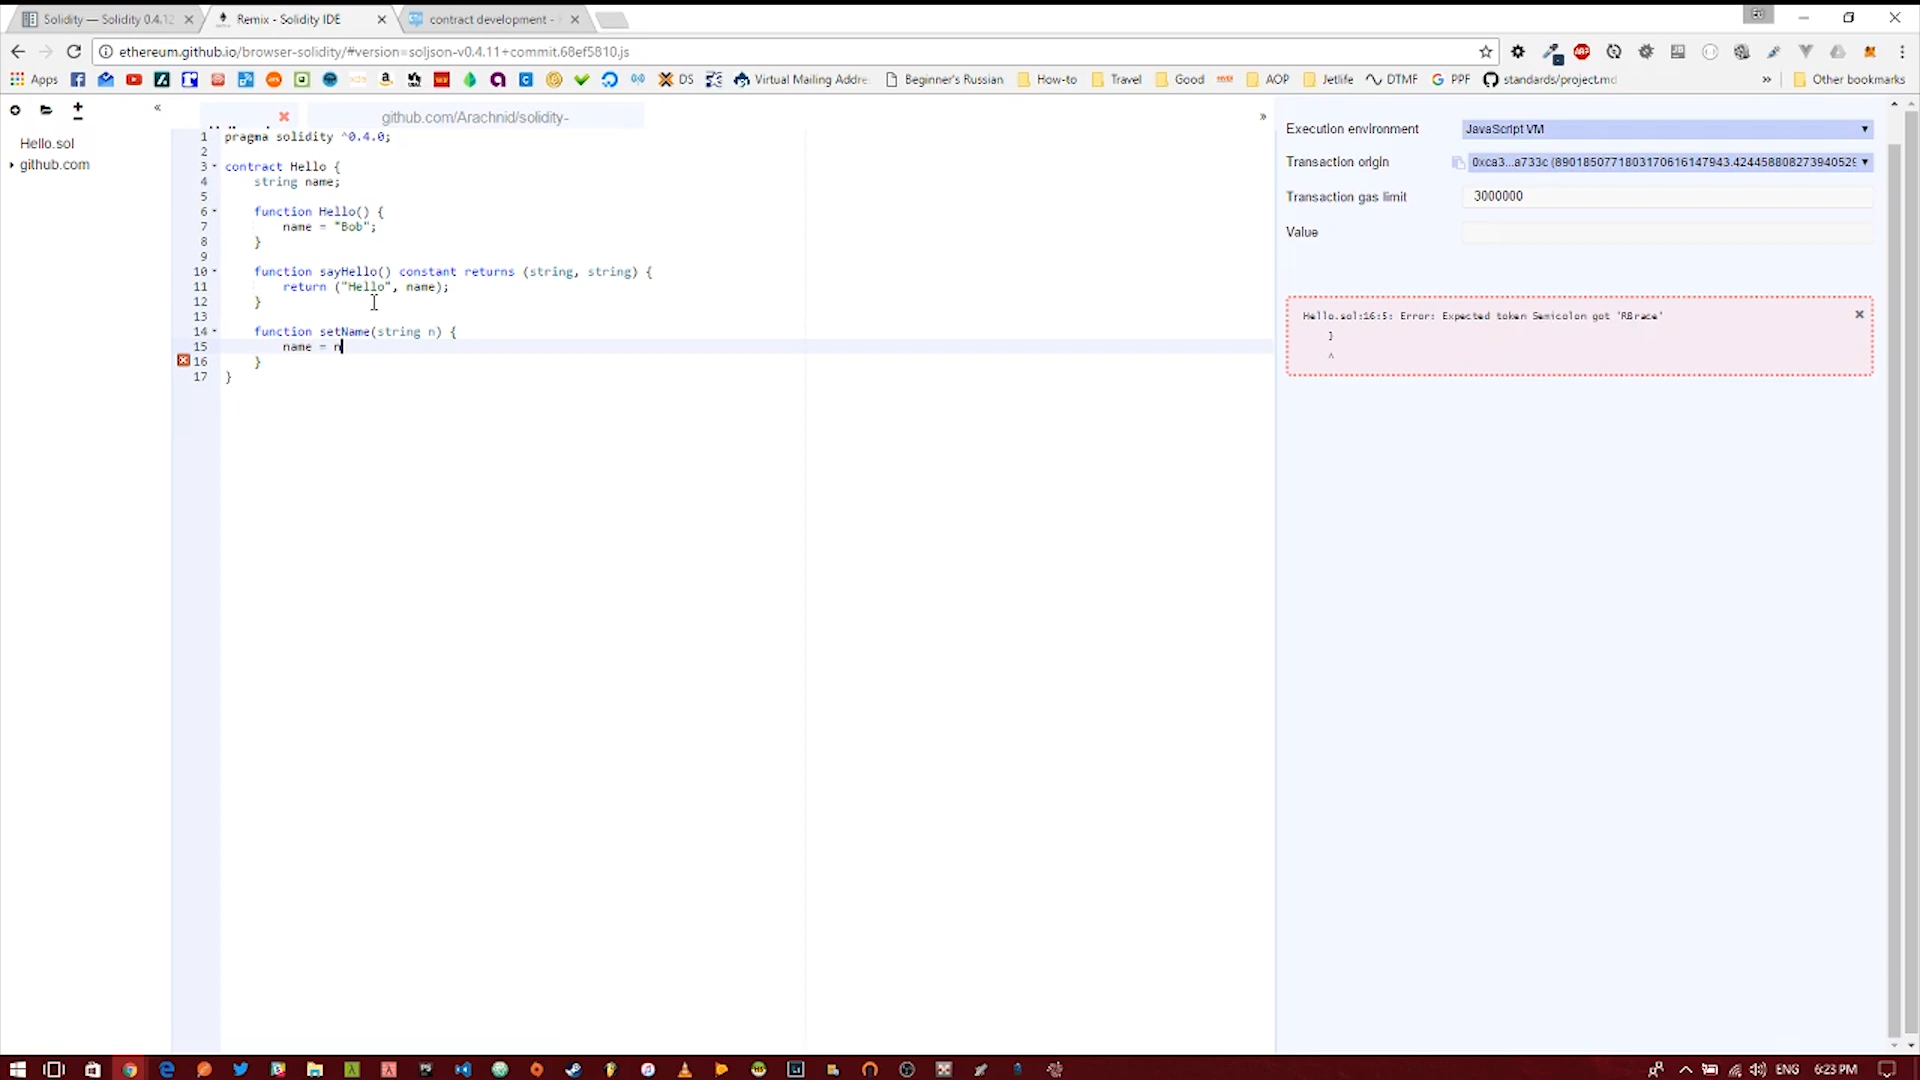 Solidity — Solidity 0.4.12
Remix - Solidity IDE
contract development -
ethereum.github.io/browser-solidity/#version=soljson-v0.4.11+commit.68ef5810.js
Apps
DS
Virtual Mailing Addre
Beginner's Russian
How-to
Travel
Good
AOP
Jetlife
DTMF
PPF
standards/project.md
»
Other bookmarks
«
github.com/Arachnid/solidity-
»
Hello.sol
github.com
1 pragma solidity ^0.4.0;
2
3 contract Hello {
4 string name;
5
6 function Hello() {
7 name = "Bob";
8 }
9
10 function sayHello() constant returns (string, string) {
11 return ("Hello", name);
12 }
13
14 function setName(string n) {
15 name = n
16 }
17 }
Execution environment
JavaScript VM
Transaction origin
0xca3...a733c (8901850771803170616147943.424458808273940529
Transaction gas limit
3000000
Value
Hello.sol:16:5: Error: Expected token Semicolon got 'RBrace'
}
^
ENG
6:23 PM